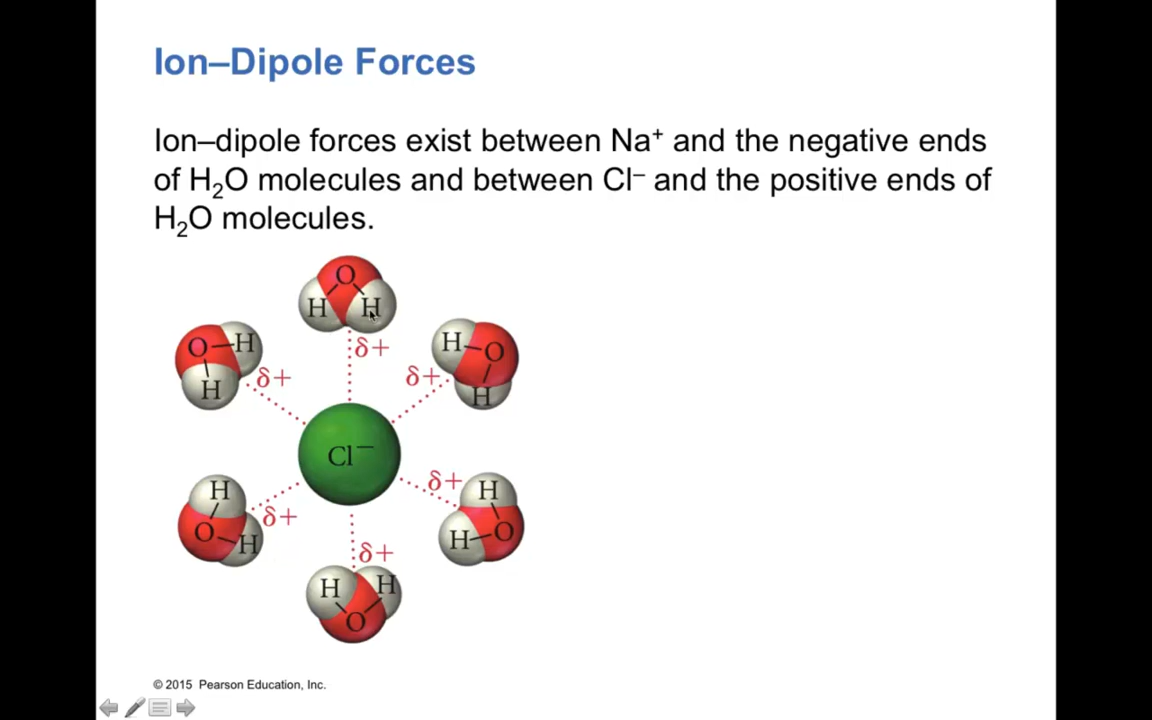 Ion–Dipole Forces
Ion–dipole forces exist between Na⁺ and the negative ends
of H₂O molecules and between Cl⁻ and the positive ends of
H₂O molecules.
O
H H
δ+
O H
H
δ+
H O
H
δ+
Cl⁻
H
O H
δ+
δ+
H
H O
δ+
H H
O
© 2015 Pearson Education, Inc.